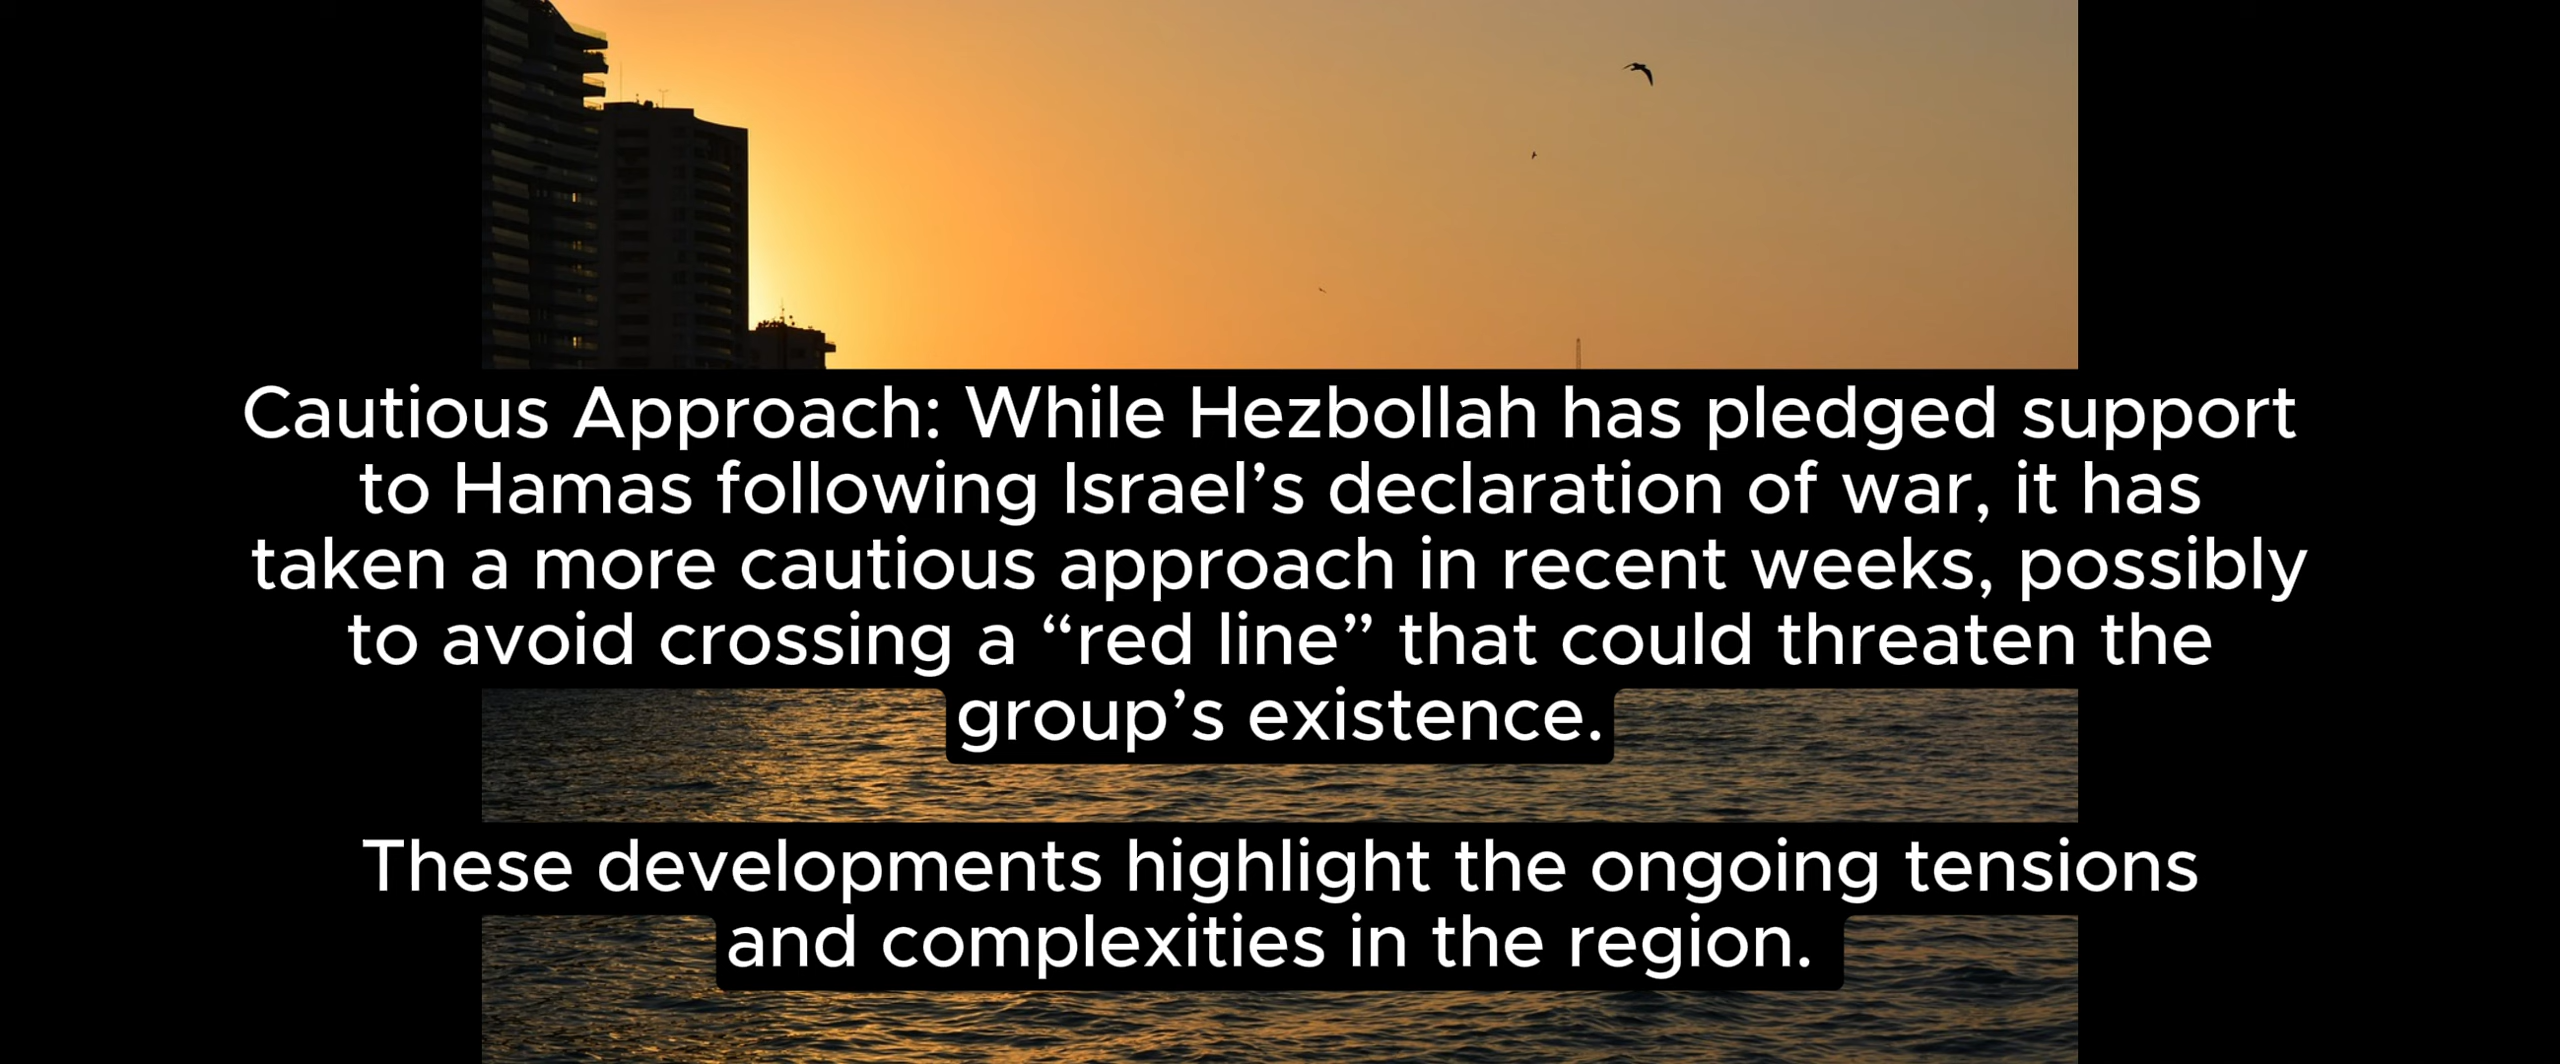 Cautious Approach: While Hezbollah has pledged support
to Hamas following Israel’s declaration of war, it has
taken a more cautious approach in recent weeks, possibly
to avoid crossing a “red line” that could threaten the
group’s existence.
These developments highlight the ongoing tensions
and complexities in the region.